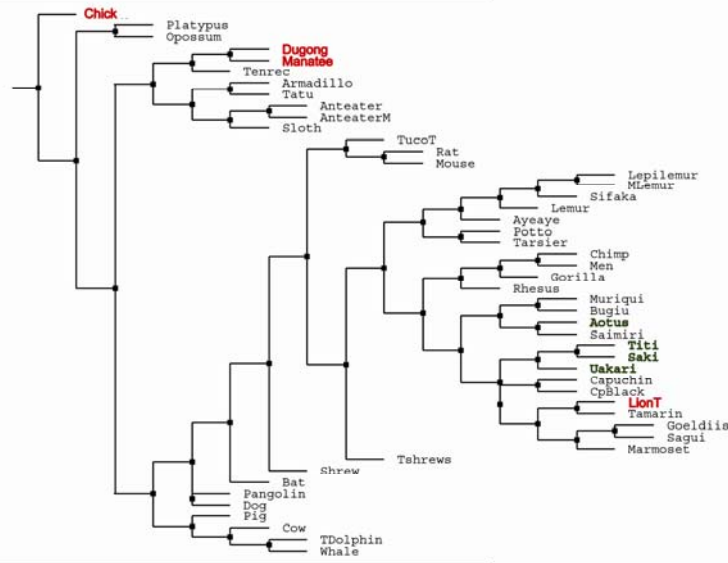 Chick
Platypus
Opossum
Dugong
Manatee
Tenrec
Armadillo
Tatu
Anteater
AnteaterM
Sloth
TucoT
Rat
Mouse
Lepilemur
MLemur
Sifaka
Lemur
Ayeaye
Potto
Tarsier
Chimp
Men
Gorilla
Rhesus
Muriqui
Bugiu
Aotus
Saimiri
Titi
Saki
Uakari
Capuchin
CpBlack
LionT
Tamarin
Goeldiis
Sagui
Marmoset
Tshrews
Shrew
Bat
Pangolin
Dog
Pig
Cow
TDolphin
Whale